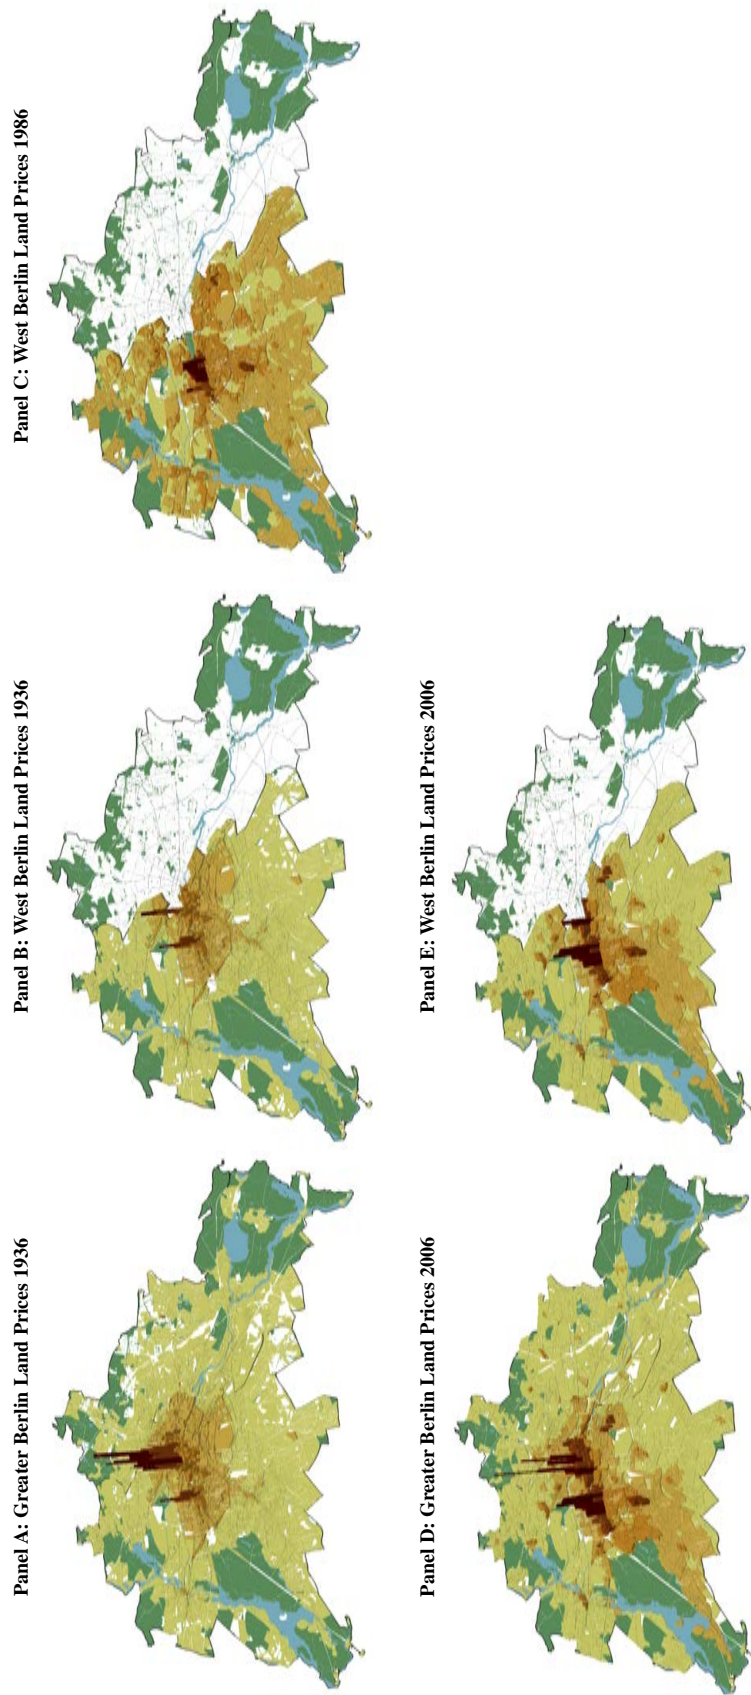 Panel A: Greater Berlin Land Prices 1936
Panel B: West Berlin Land Prices 1936
Panel C: West Berlin Land Prices 1986
Panel D: Greater Berlin Land Prices 2006
Panel E: West Berlin Land Prices 2006